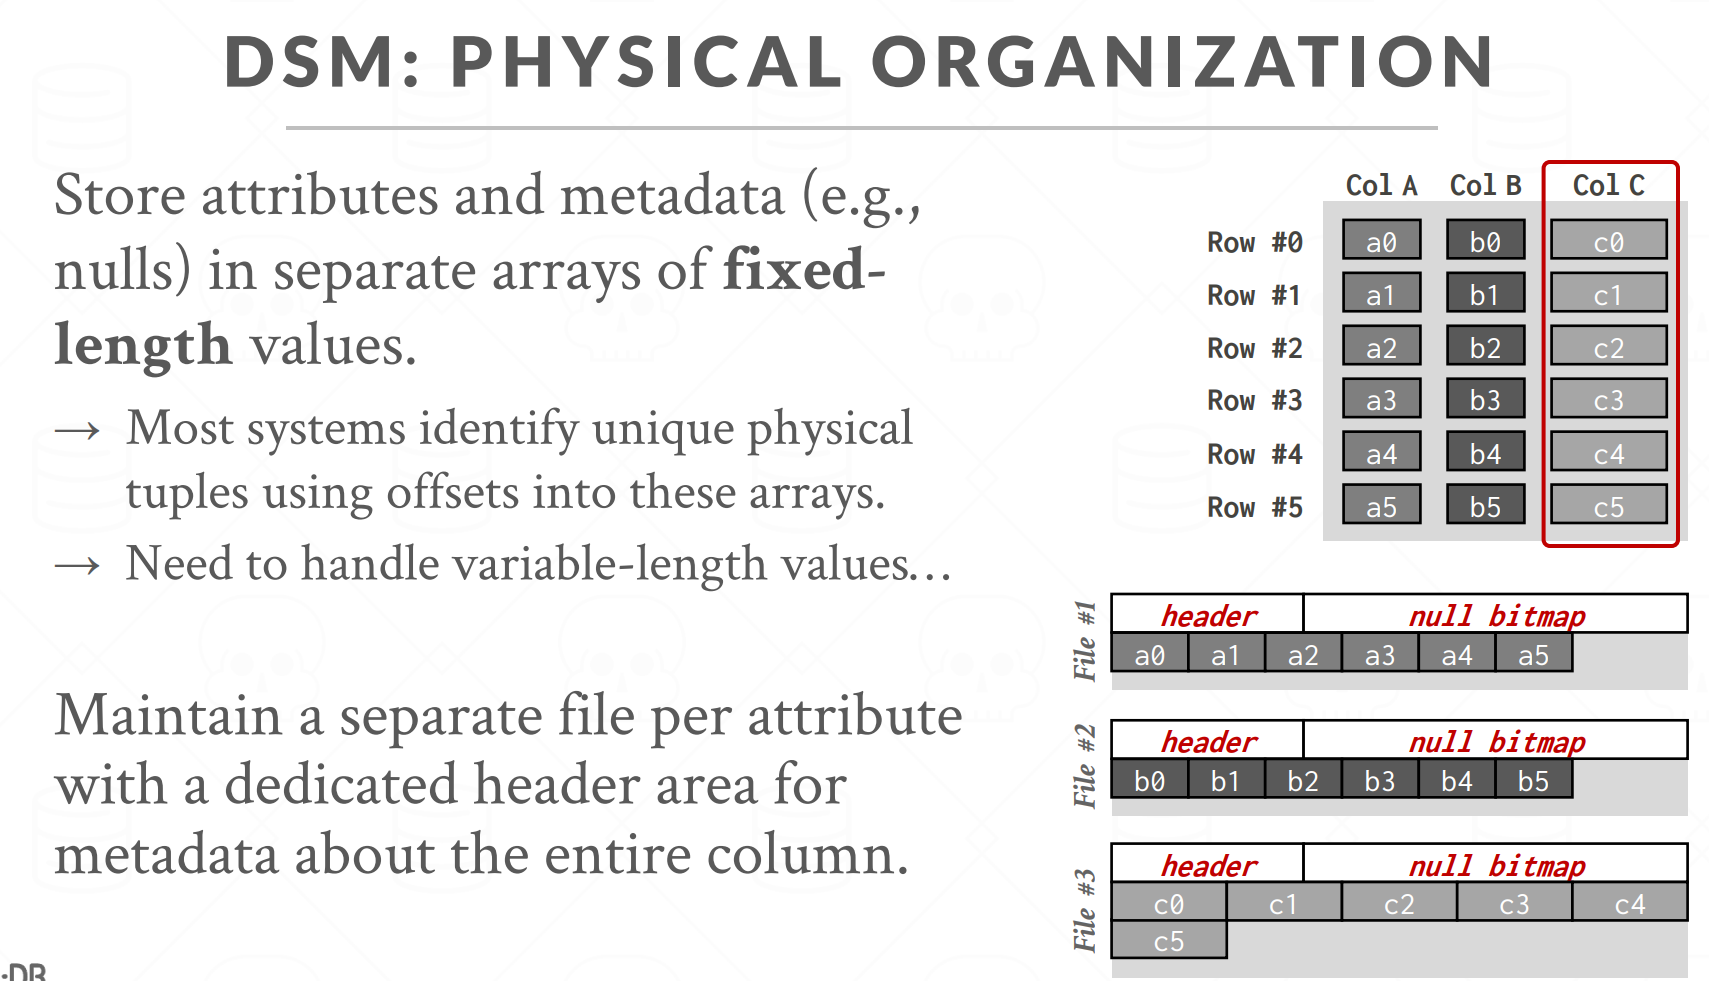 DSM: PHYSICAL ORGANIZATION
Store attributes and metadata (e.g.,
nulls) in separate arrays of fixed-
length values.
→ Most systems identify unique physical
tuples using offsets into these arrays.
→ Need to handle variable-length values…
Maintain a separate file per attribute
with a dedicated header area for
metadata about the entire column.
Col A Col B Col C
Row #0 a0 b0 c0
Row #1 a1 b1 c1
Row #2 a2 b2 c2
Row #3 a3 b3 c3
Row #4 a4 b4 c4
Row #5 a5 b5 c5
File #1
header null bitmap
a0 a1 a2 a3 a4 a5
File #2
header null bitmap
b0 b1 b2 b3 b4 b5
File #3
header null bitmap
c0 c1 c2 c3 c4
c5
:DB